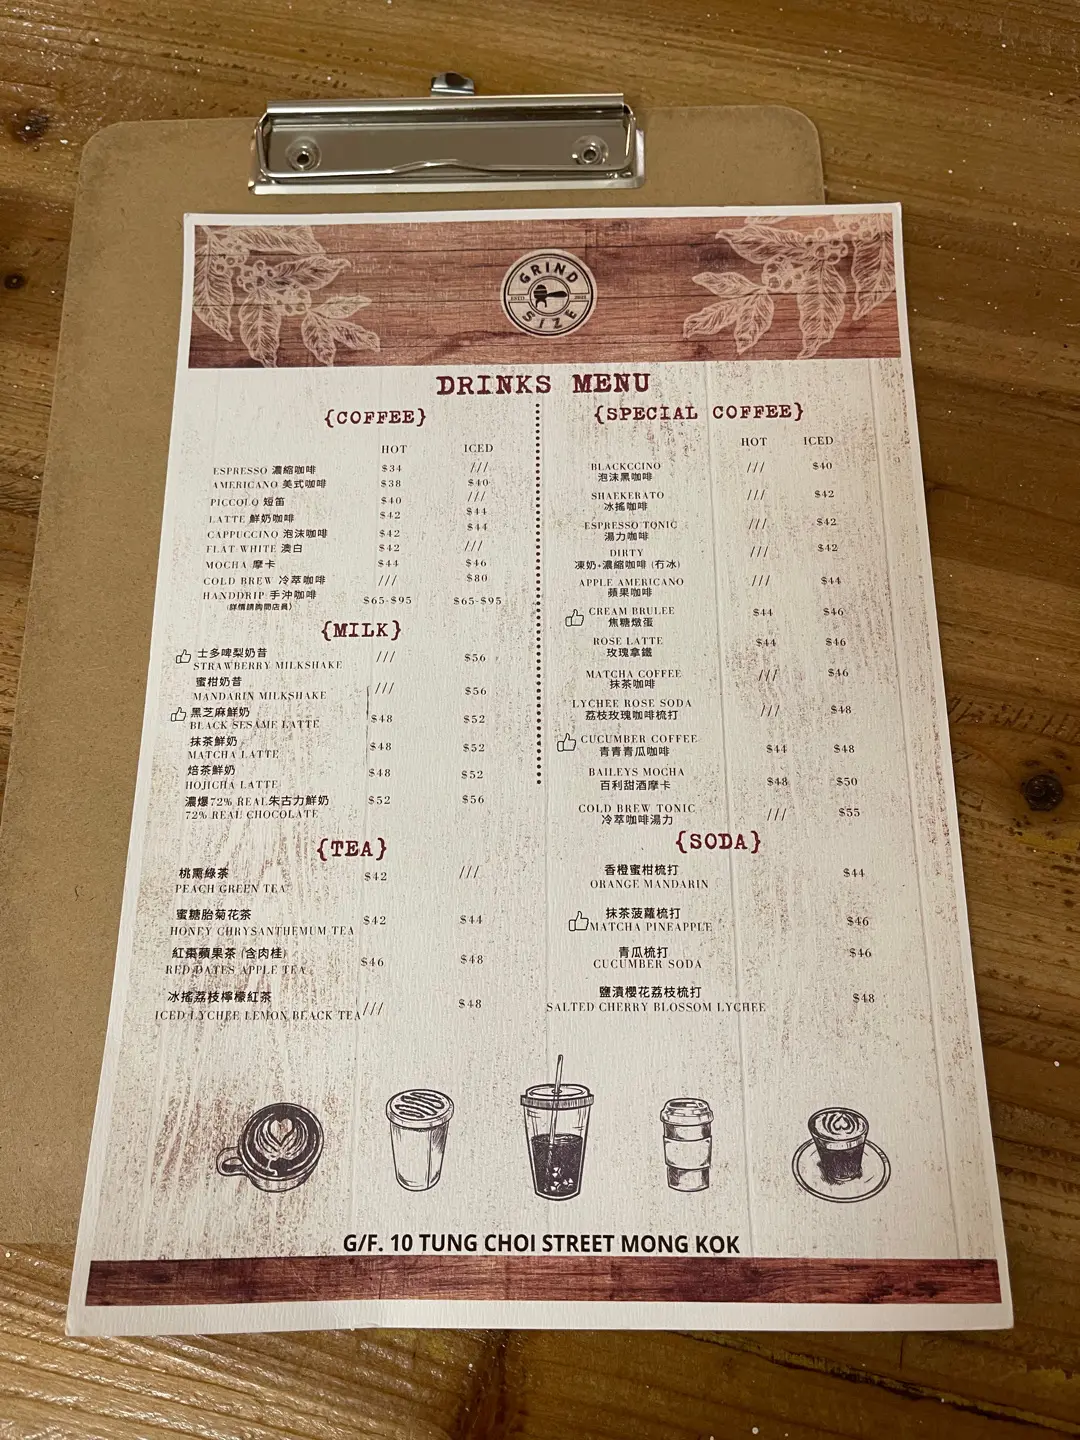 GRIND
ESTD. 2021
SIZE
DRINKS MENU
{COFFEE}
HOT ICED
ESPRESSO 濃縮咖啡 $34 ///
AMERICANO 美式咖啡 $38 $40
PICCOLO 短笛 $40 ///
LATTE 鮮奶咖啡 $42 $44
CAPPUCCINO 泡沫咖啡 $42 $44
FLAT WHITE 澳白 $42 ///
MOCHA 摩卡 $44 $46
COLD BREW 冷萃咖啡 /// $80
HANDDRIP 手沖咖啡 $65-$95 $65-$95
(詳情請詢問店員)
{MILK}
士多啤梨奶昔
STRAWBERRY MILKSHAKE /// $56
蜜柑奶昔
MANDARIN MILKSHAKE /// $56
黑芝麻鮮奶
BLACK SESAME LATTE $48 $52
抹茶鮮奶
MATCHA LATTE $48 $52
焙茶鮮奶
HOJICHA LATTE $48 $52
濃爆72% REAL朱古力鮮奶
72% REAL CHOCOLATE $52 $56
{TEA}
桃熏綠茶
PEACH GREEN TEA $42 ///
蜜糖胎菊花茶
HONEY CHRYSANTHEMUM TEA $42 $44
紅棗蘋果茶 (含肉桂)
RED DATES APPLE TEA $46 $48
冰搖荔枝檸檬紅茶
ICED LYCHEE LEMON BLACK TEA /// $48
{SPECIAL COFFEE}
HOT ICED
BLACKCCINO /// $40
泡沫黑咖啡
SHAEKERATO /// $42
冰搖咖啡
ESPRESSO TONIC /// $42
湯力咖啡
DIRTY /// $42
凍奶+濃縮咖啡 (冇冰)
APPLE AMERICANO /// $44
蘋果咖啡
CREAM BRULEE $44 $46
焦糖燉蛋
ROSE LATTE $44 $46
玫瑰拿鐵
MATCHA COFFEE /// $46
抹茶咖啡
LYCHEE ROSE SODA /// $48
荔枝玫瑰咖啡梳打
CUCUMBER COFFEE $44 $48
青青青瓜咖啡
BAILEYS MOCHA $48 $50
百利甜酒摩卡
COLD BREW TONIC /// $55
冷萃咖啡湯力
{SODA}
香橙蜜柑梳打
ORANGE MANDARIN $44
抹茶菠蘿梳打
MATCHA PINEAPPLE $46
青瓜梳打
CUCUMBER SODA $46
鹽漬櫻花荔枝梳打
SALTED CHERRY BLOSSOM LYCHEE $48
G/F. 10 TUNG CHOI STREET MONG KOK